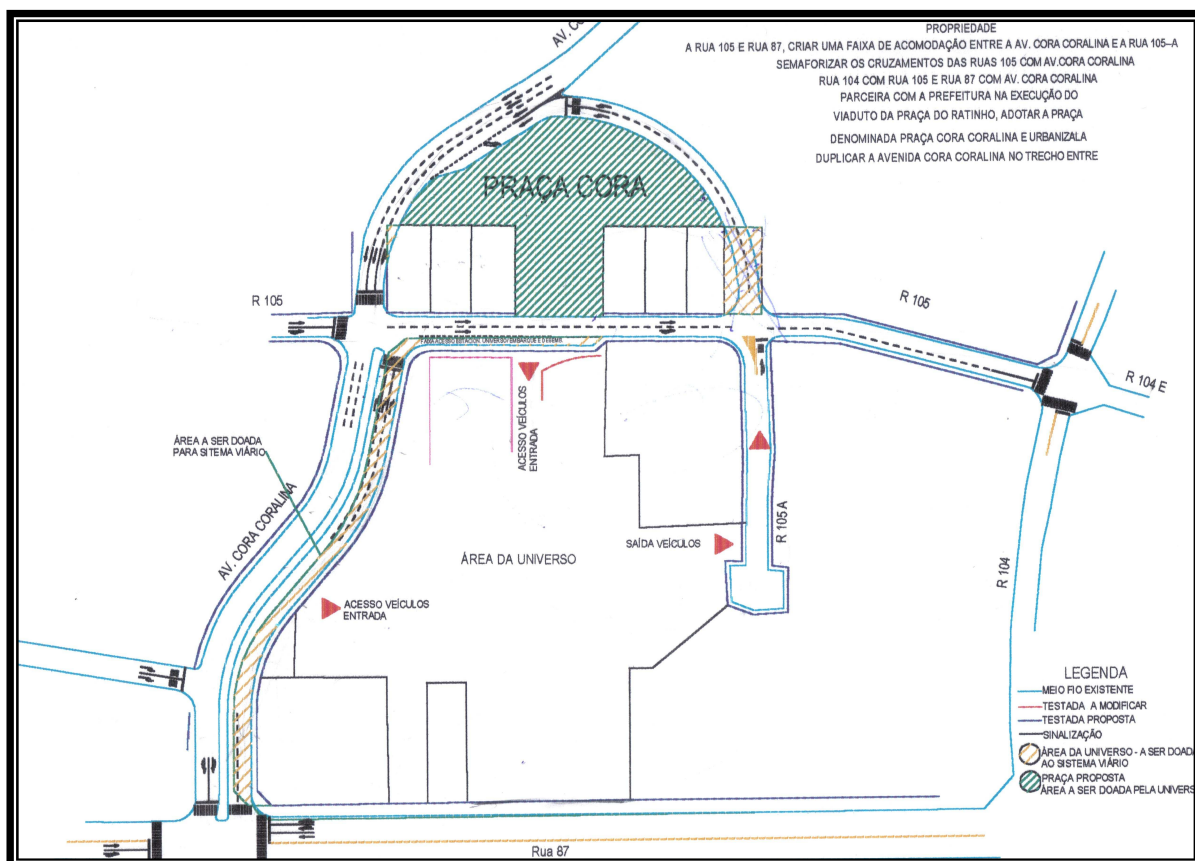 AV. CO
PROPRIEDADE
A RUA 105 E RUA 87, CRIAR UMA FAIXA DE ACOMODAÇÃO ENTRE A AV. CORA CORALINA E A RUA 105-A
SEMAFORIZAR OS CRUZAMENTOS DAS RUAS 105 COM AV.CORA CORALINA
RUA 104 COM RUA 105 E RUA 87 COM AV. CORA CORALINA
PARCEIRA COM A PREFEITURA NA EXECUÇÃO DO
VIADUTO DA PRAÇA DO RATINHO, ADOTAR A PRAÇA
DENOMINADA PRAÇA CORA CORALINA E URBANIZALA
DUPLICAR A AVENIDA CORA CORALINA NO TRECHO ENTRE
PRAÇA CORA
R 105
R 105
FAIXA ACESSO ESTACION. UNIVERSO/ EMBARQUE E DESEMB.
R 104 E
ACESSO VEÍCULOS
ENTRADA
ÁREA A SER DOADA
PARA SITEMA VIÁRIO
AV. CORA CORALINA
ÁREA DA UNIVERSO
SAÍDA VEÍCULOS
R 105 A
R 104
ACESSO VEÍCULOS
ENTRADA
LEGENDA
MEIO FIO EXISTENTE
TESTADA A MODIFICAR
TESTADA PROPOSTA
SINALIZAÇÃO
ÁREA DA UNIVERSO - A SER DOADA
AO SISTEMA VIÁRIO
PRAÇA PROPOSTA
ÁREA A SER DOADA PELA UNIVERS
Rua 87